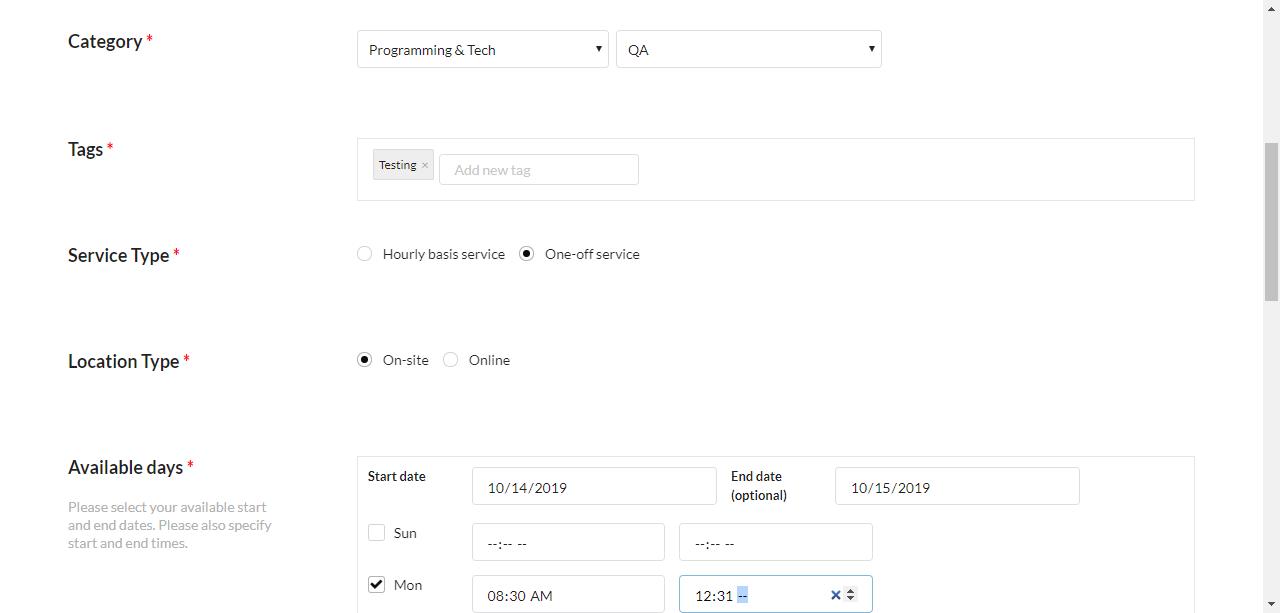 Category *
Programming & Tech
QA
Tags *
Testing ×
Add new tag
Service Type *
Hourly basis service
One-off service
Location Type *
On-site
Online
Available days *
Please select your available start
and end dates. Please also specify
start and end times.
Start date
10/14/2019
End date
(optional)
10/15/2019
Sun
--:-- --
--:-- --
Mon
08:30 AM
12:31 --